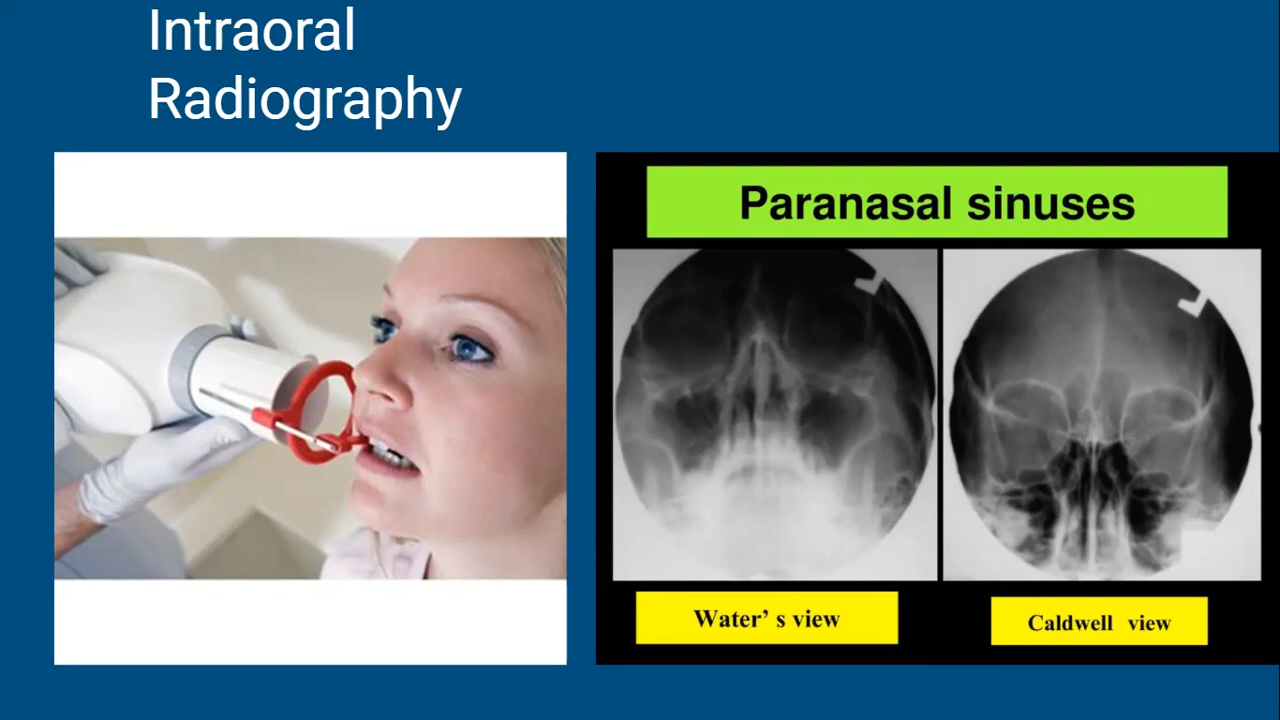 Intraoral
Radiography
Paranasal sinuses
Water’ s view
Caldwell view